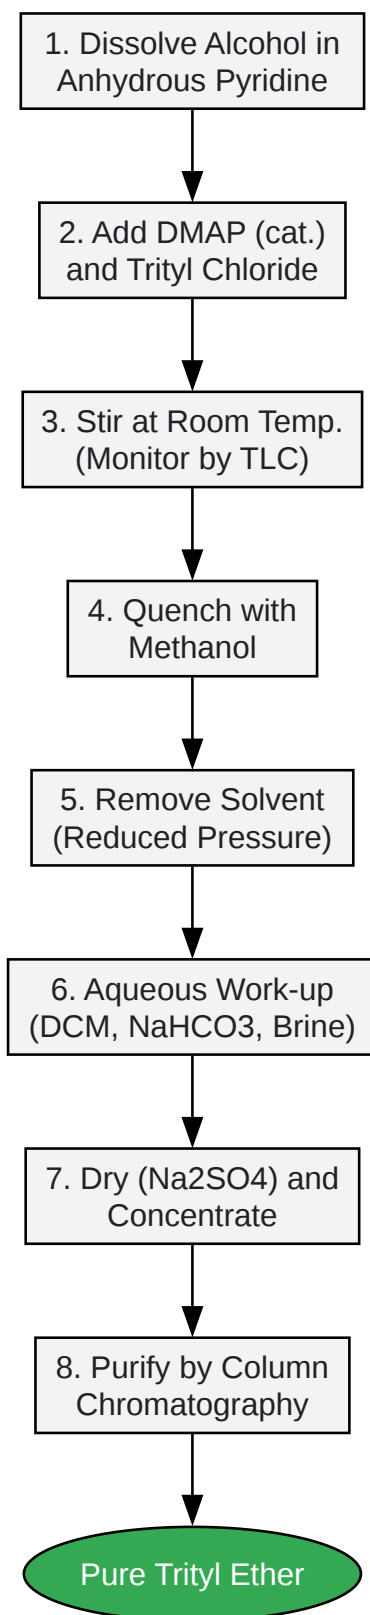 1. Dissolve Alcohol in
Anhydrous Pyridine
2. Add DMAP (cat.)
and Trityl Chloride
3. Stir at Room Temp.
(Monitor by TLC)
4. Quench with
Methanol
5. Remove Solvent
(Reduced Pressure)
6. Aqueous Work-up
(DCM, NaHCO3, Brine)
7. Dry (Na2SO4) and
Concentrate
8. Purify by Column
Chromatography
Pure Trityl Ether